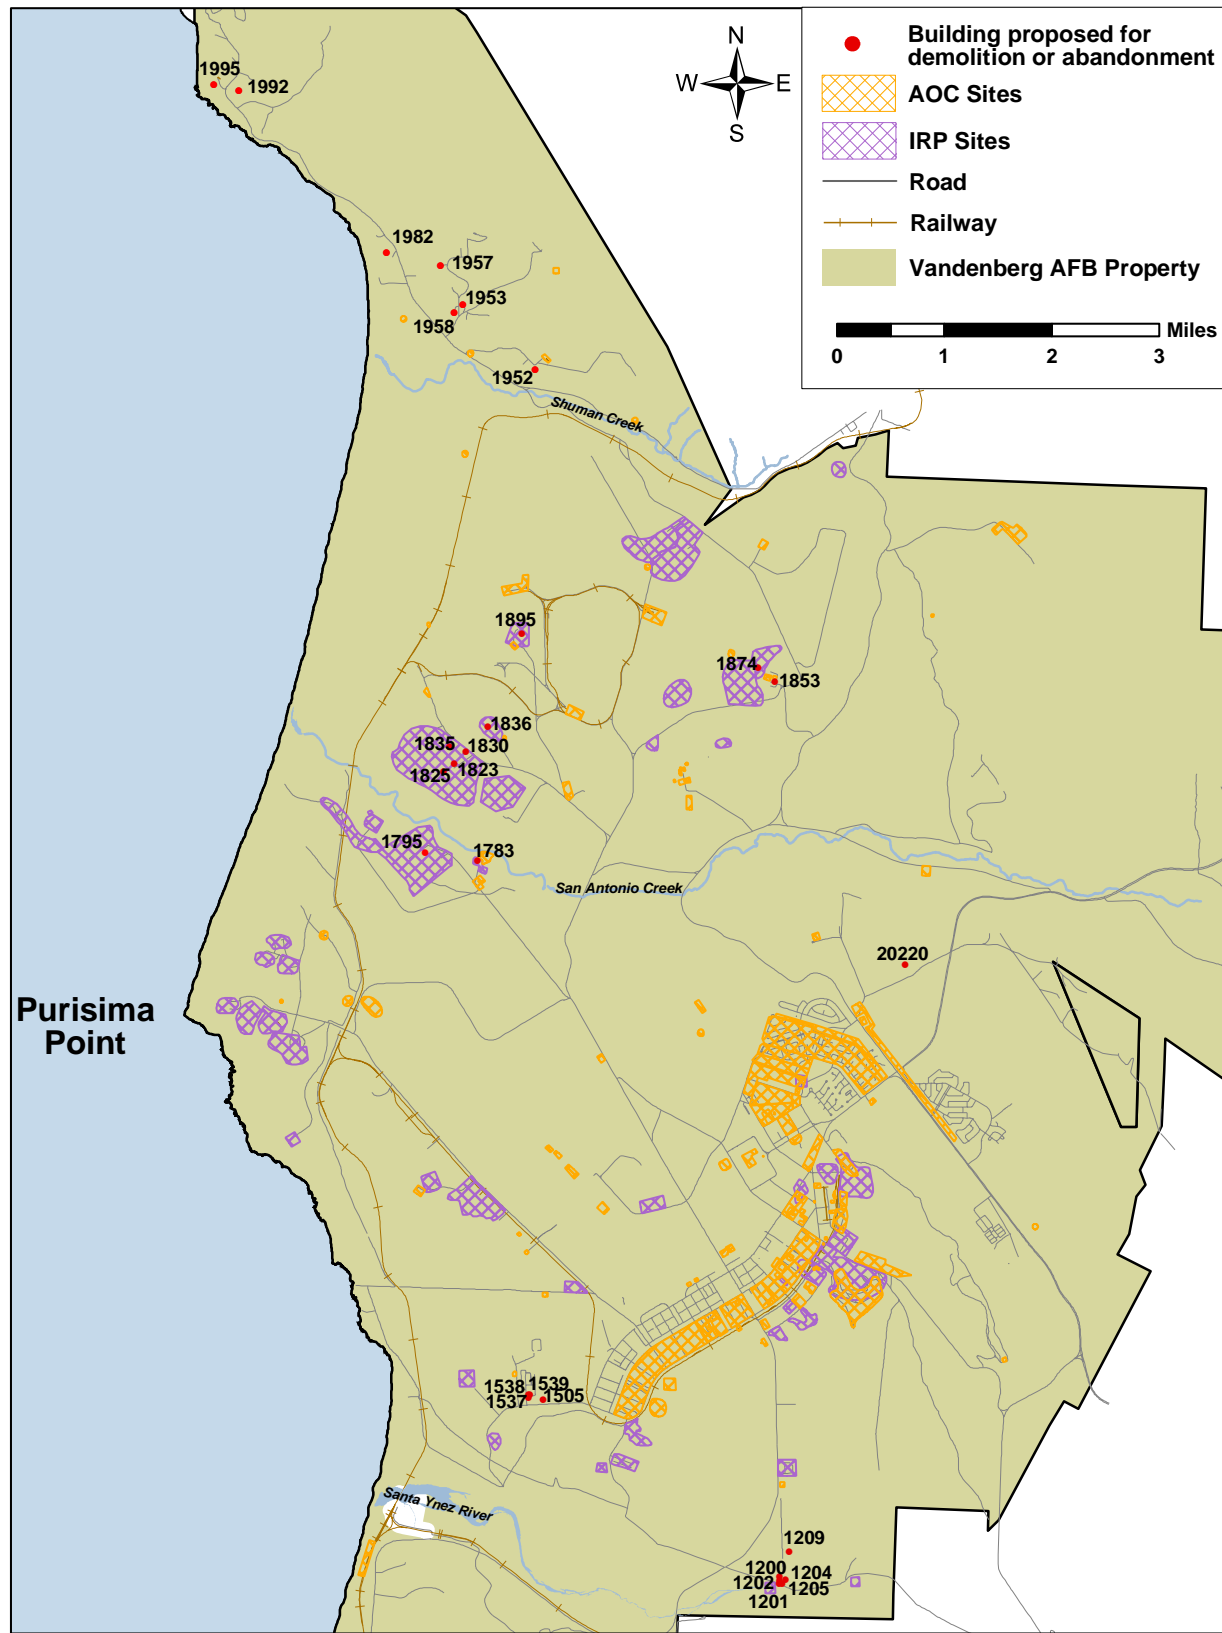 1995
1992
N
W
E
S
Building proposed for
demolition or abandonment
AOC Sites
IRP Sites
Road
Railway
Vandenberg AFB Property
Miles
0
1
2
3
1982
1957
1953
1958
1952
Shuman Creek
1895
1874
1853
1836
1835
1830
1823
1825
1795
1783
San Antonio Creek
20220
Purisima
Point
1538
1539
1537
1505
Santa Ynez River
1209
1200
1204
1202
1205
1201